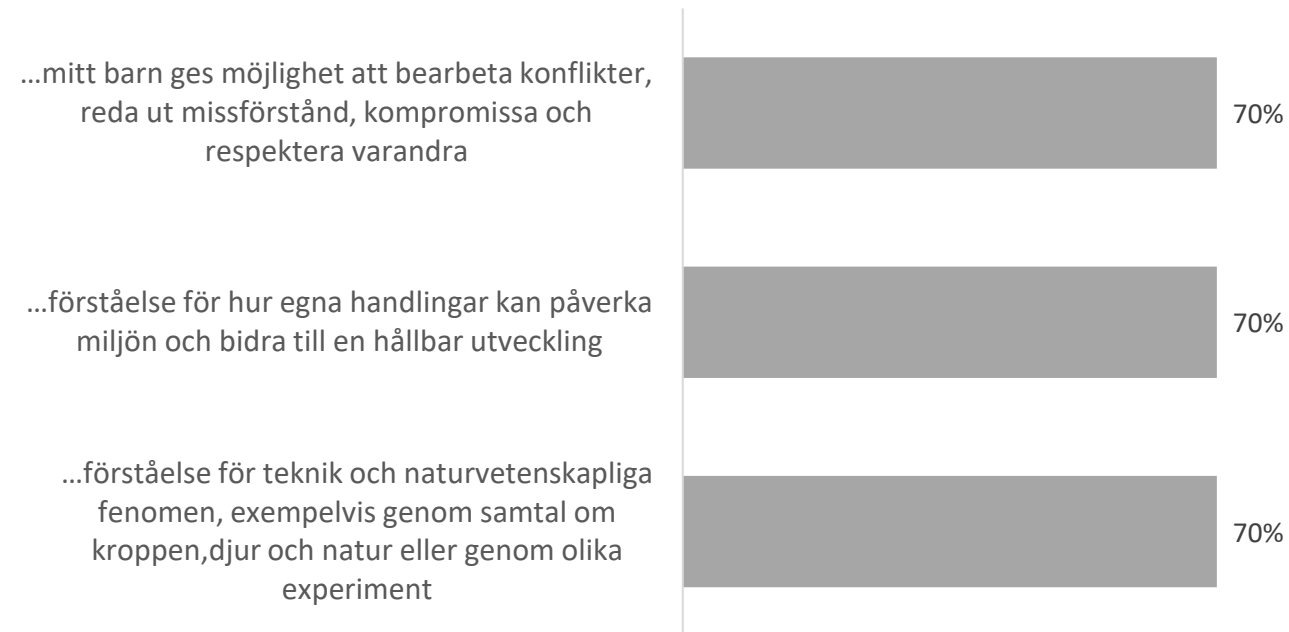 ...mitt barn ges möjlighet att bearbeta konflikter,
reda ut missförstånd, kompromissa och
respektera varandra
70%
...förståelse för hur egna handlingar kan påverka
miljön och bidra till en hållbar utveckling
70%
...förståelse för teknik och naturvetenskapliga
fenomen, exempelvis genom samtal om
kroppen,djur och natur eller genom olika
experiment
70%